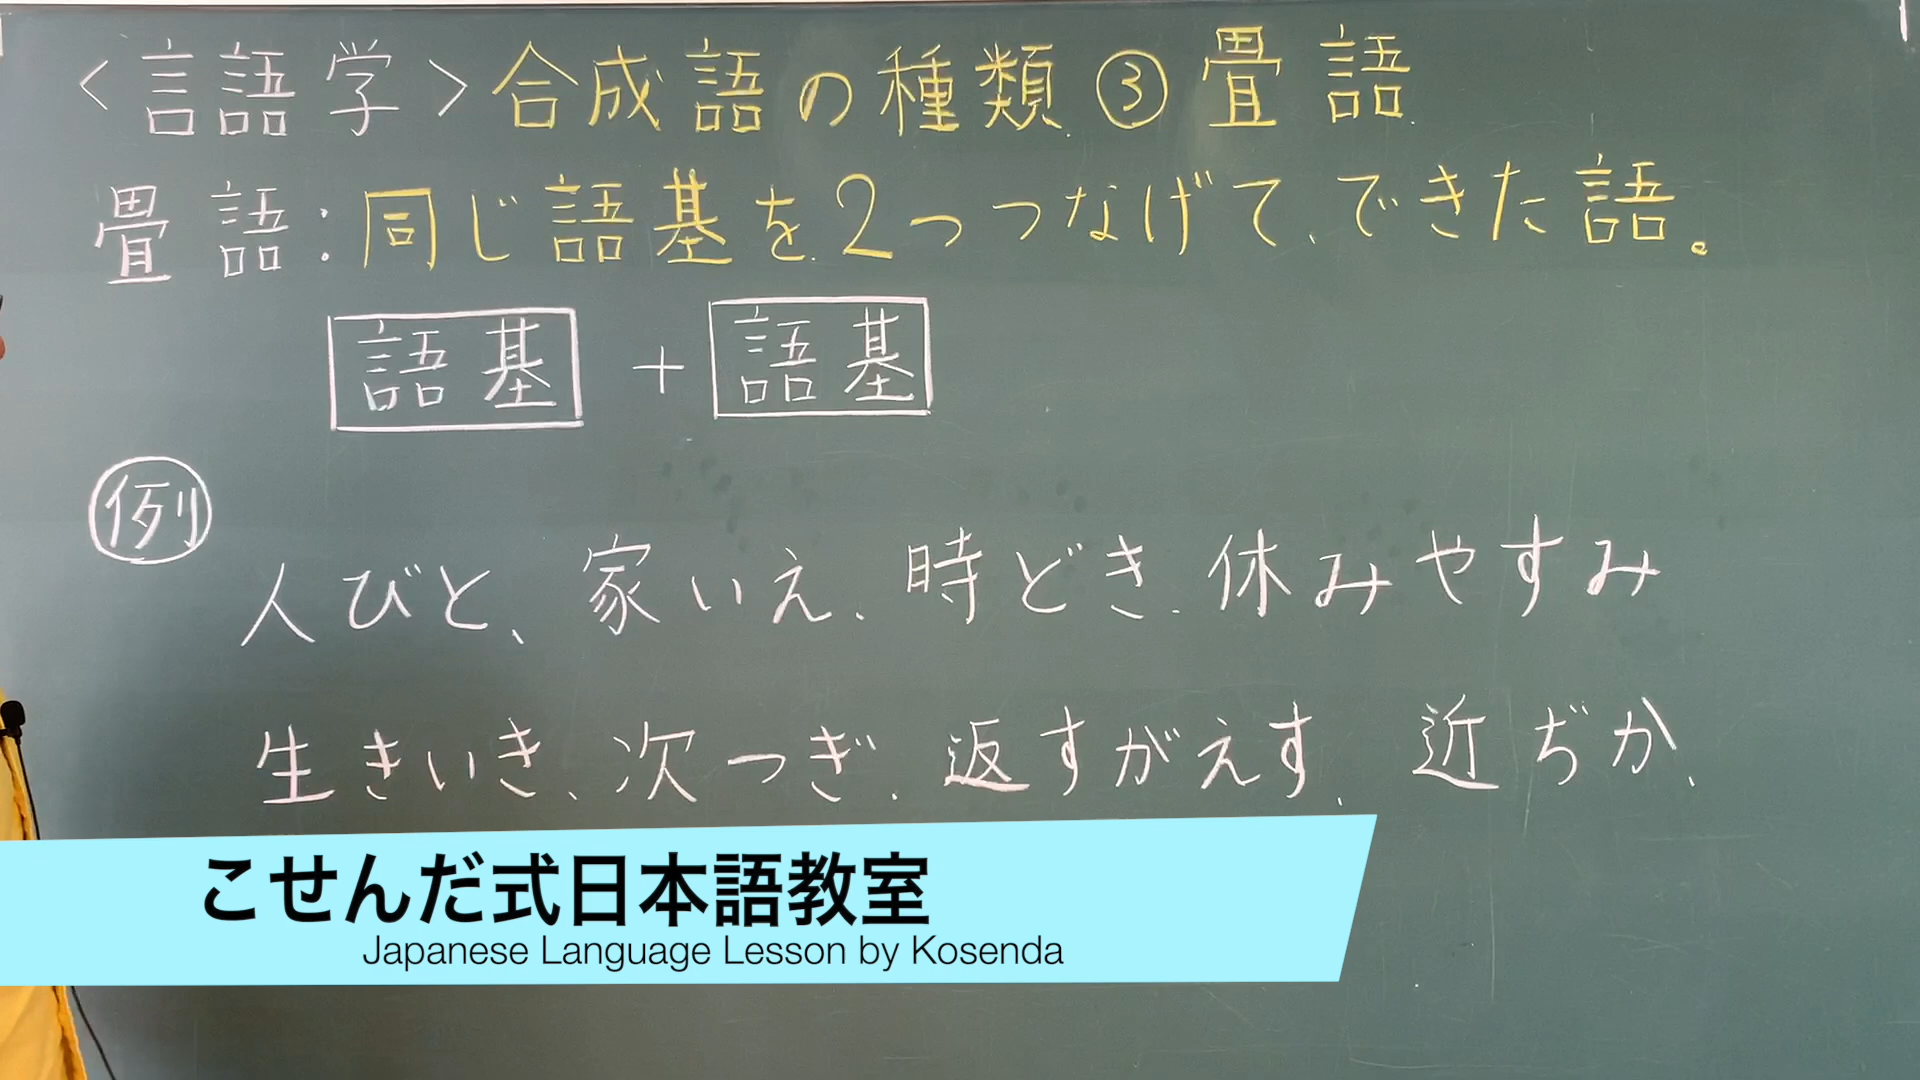 <言語学>合成語の種類③畳語
畳語:同じ語基を2つつなげて、できた語。
語基 + 語基
例
人びと、家いえ、時どき、休みやすみ
生きいき、次つぎ、返すがえす、近ぢか、
こせんだ式日本語教室
Japanese Language Lesson by Kosenda